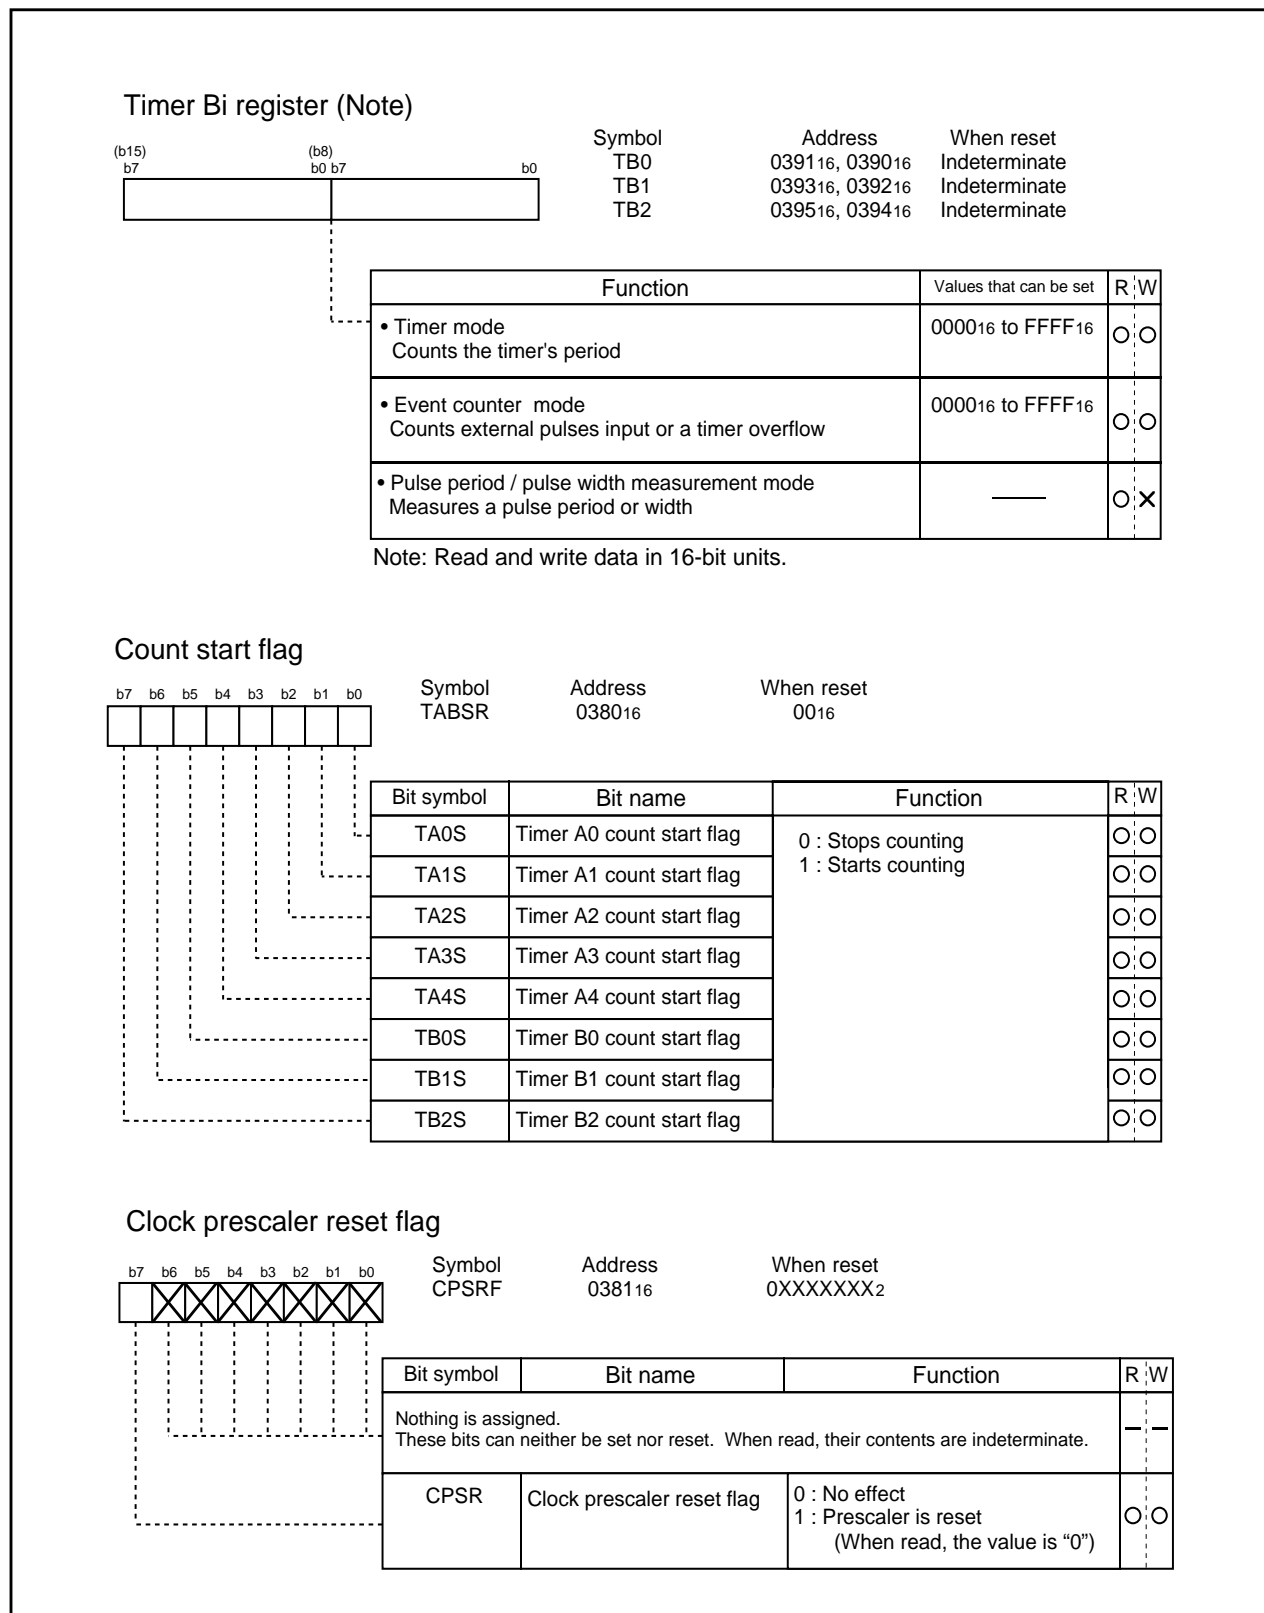 Timer Bi register (Note)
Symbol Address When reset
TB0 039116, 039016 Indeterminate
TB1 039316, 039216 Indeterminate
TB2 039516, 039416 Indeterminate
(b15) (b8)
b7 b0 b7 b0
Function Values that can be set R W
• Timer mode 000016 to FFFF16
Counts the timer's period
• Event counter mode 000016 to FFFF16
Counts external pulses input or a timer overflow
• Pulse period / pulse width measurement mode
Measures a pulse period or width
Note: Read and write data in 16-bit units.
Count start flag
b7 b6 b5 b4 b3 b2 b1 b0
Symbol Address When reset
TABSR 038016 0016
Bit symbol Bit name Function R W
TA0S Timer A0 count start flag 0 : Stops counting
1 : Starts counting
TA1S Timer A1 count start flag
TA2S Timer A2 count start flag
TA3S Timer A3 count start flag
TA4S Timer A4 count start flag
TB0S Timer B0 count start flag
TB1S Timer B1 count start flag
TB2S Timer B2 count start flag
Clock prescaler reset flag
b7 b6 b5 b4 b3 b2 b1 b0
Symbol Address When reset
CPSRF 038116 0XXXXXXX2
Bit symbol Bit name Function R W
Nothing is assigned.
These bits can neither be set nor reset. When read, their contents are indeterminate.
CPSR Clock prescaler reset flag 0 : No effect
1 : Prescaler is reset
(When read, the value is “0”)